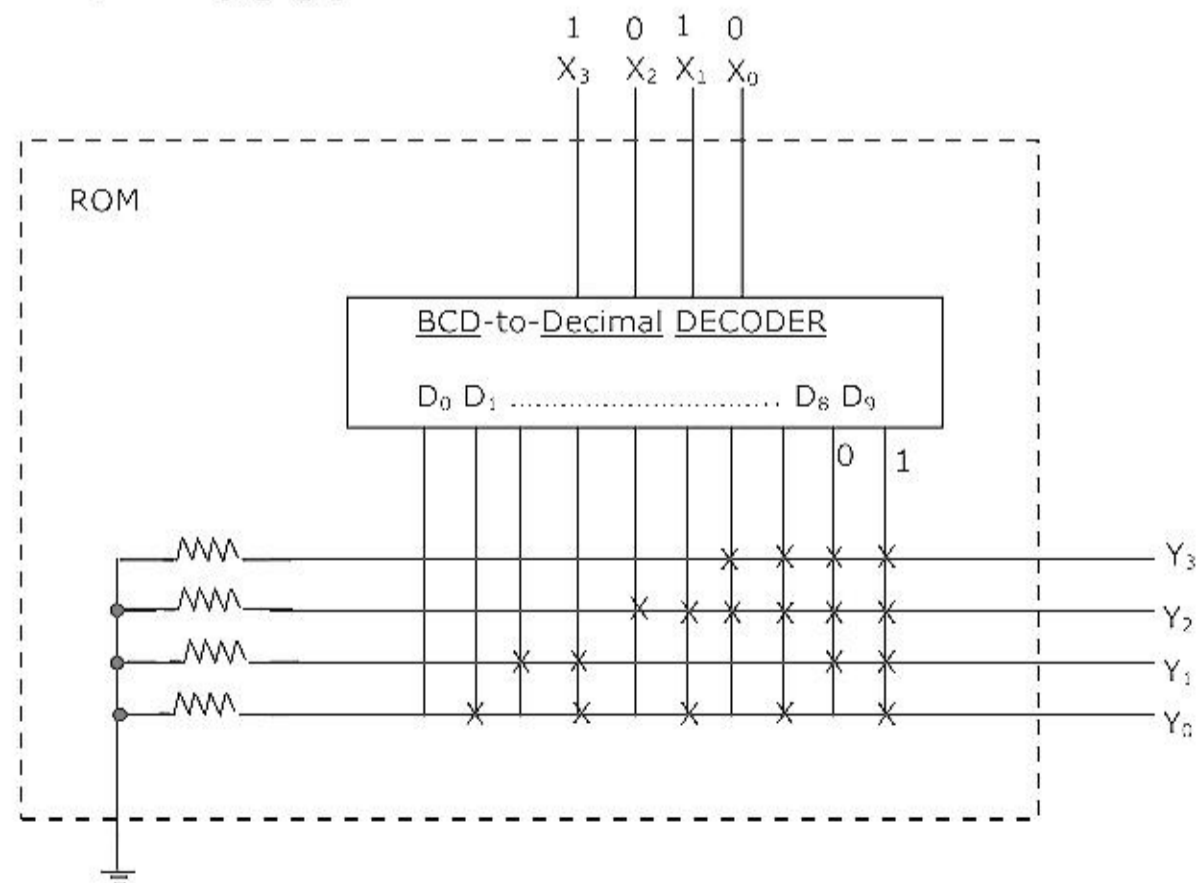 1 0 1 0
X₃ X₂ X₁ X₀
ROM
BCD-to-Decimal DECODER
D₀ D₁ .................................. D₈ D₉
0 1
Y₃
Y₂
Y₁
Y₀